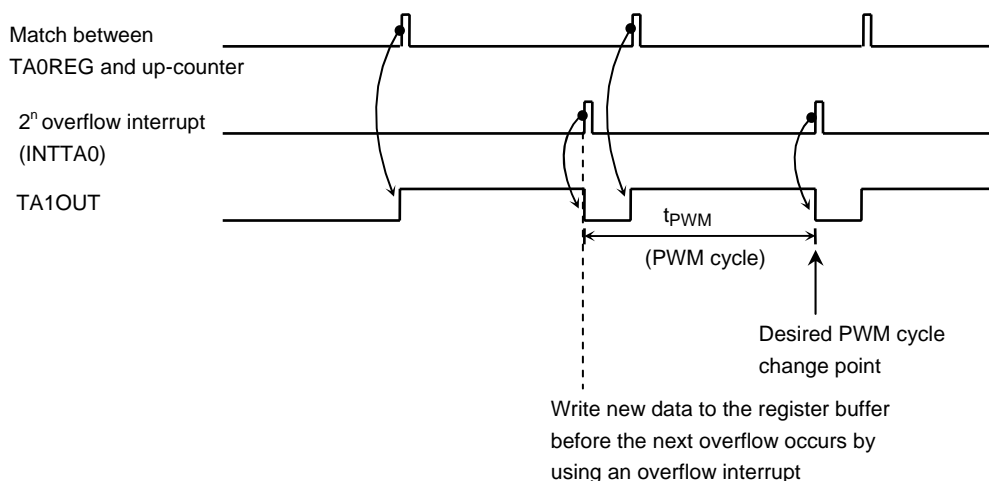 Match between
TA0REG and up-counter
2ⁿ overflow interrupt
(INTTA0)
TA1OUT
tPWM
(PWM cycle)
Desired PWM cycle
change point
Write new data to the register buffer
before the next overflow occurs by
using an overflow interrupt